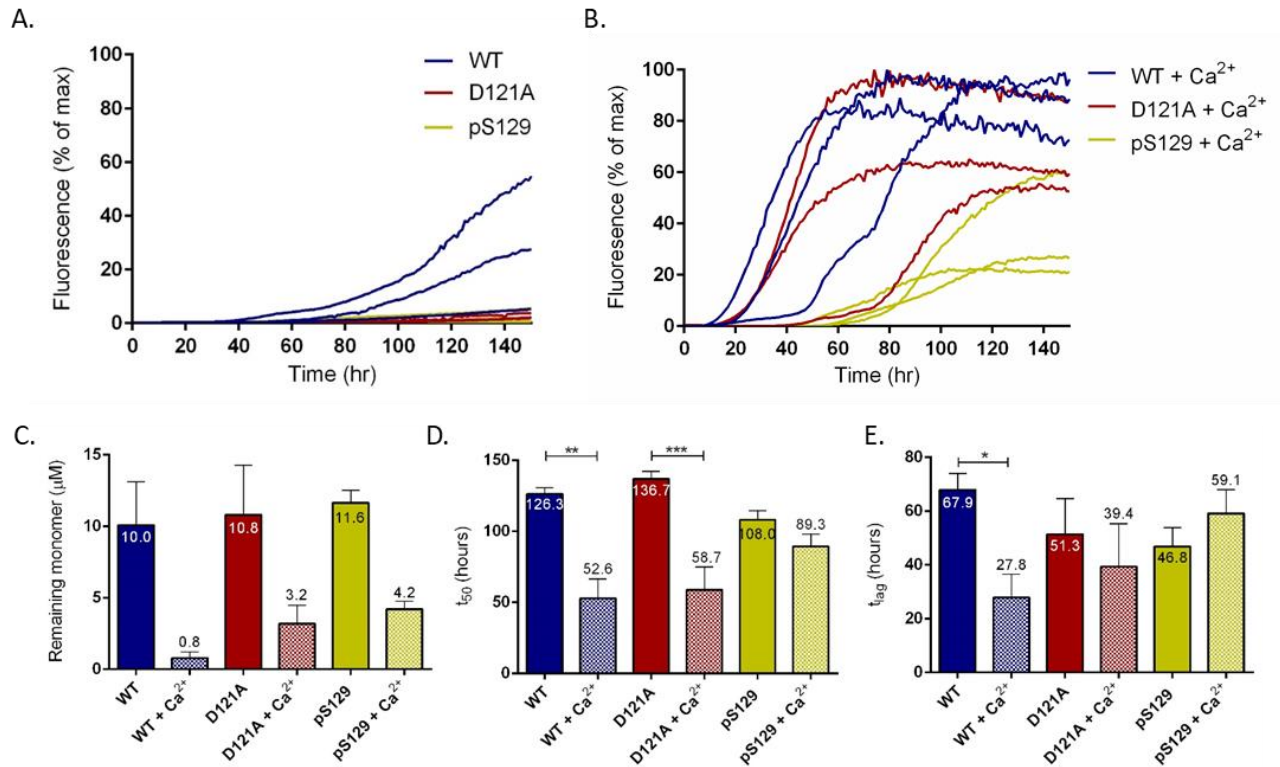 A.
Fluorescence (% of max)
100
80
60
40
20
0
0 20 40 60 80 100 120 140
Time (hr)
WT
D121A
pS129
B.
Fluoresence (% of max)
100
80
60
40
20
0
0 20 40 60 80 100 120 140
Time (hr)
WT + Ca²⁺
D121A + Ca²⁺
pS129 + Ca²⁺
C.
Remaining monomer (µM)
15
10
5
0
10.0
0.8
10.8
3.2
11.6
4.2
WT
WT + Ca²⁺
D121A
D121A + Ca²⁺
pS129
pS129 + Ca²⁺
D.
t₅₀ (hours)
150
100
50
0
**
***
126.3
52.6
136.7
58.7
108.0
89.3
WT
WT + Ca²⁺
D121A
D121A + Ca²⁺
pS129
pS129 + Ca²⁺
E.
tlag (hours)
80
60
40
20
0
*
67.9
27.8
51.3
39.4
46.8
59.1
WT
WT + Ca²⁺
D121A
D121A + Ca²⁺
pS129
pS129 + Ca²⁺